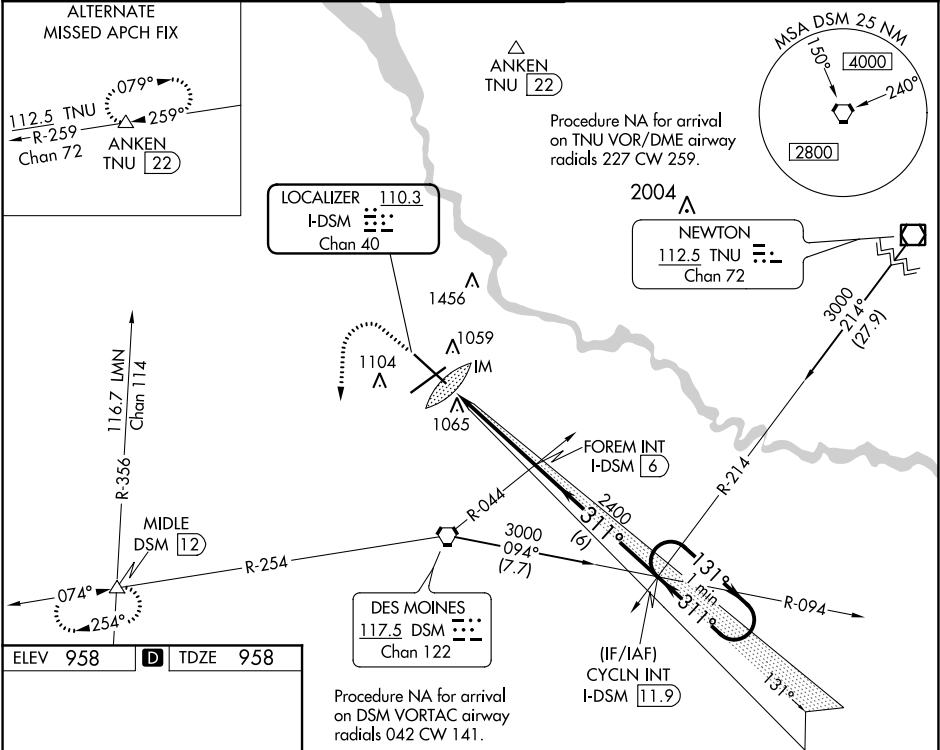 ALTERNATE
MISSED APCH FIX
079°
259°
112.5 TNU
R-259
Chan 72
ANKEN
TNU 22
ANKEN
TNU 22
MSA DSM 25 NM
150°
4000
240°
2800
Procedure NA for arrival
on TNU VOR/DME airway
radials 227 CW 259.
2004
LOCALIZER 110.3
I-DSM
Chan 40
NEWTON
112.5 TNU
Chan 72
1456
1059
1104
IM
1065
3000
214°
(27.9)
116.7 LMN
Chan 114
R-356
FOREM INT
I-DSM 6
R-214
R-044
2400
311°
(6)
MIDLE
DSM 12
R-254
3000
094°
(7.7)
131°
1 min
311°
R-094
074°
254°
DES MOINES
117.5 DSM
Chan 122
(IF/IAF)
CYCLN INT
I-DSM 11.9
131°
ELEV 958 D TDZE 958
Procedure NA for arrival
on DSM VORTAC airway
radials 042 CW 141.